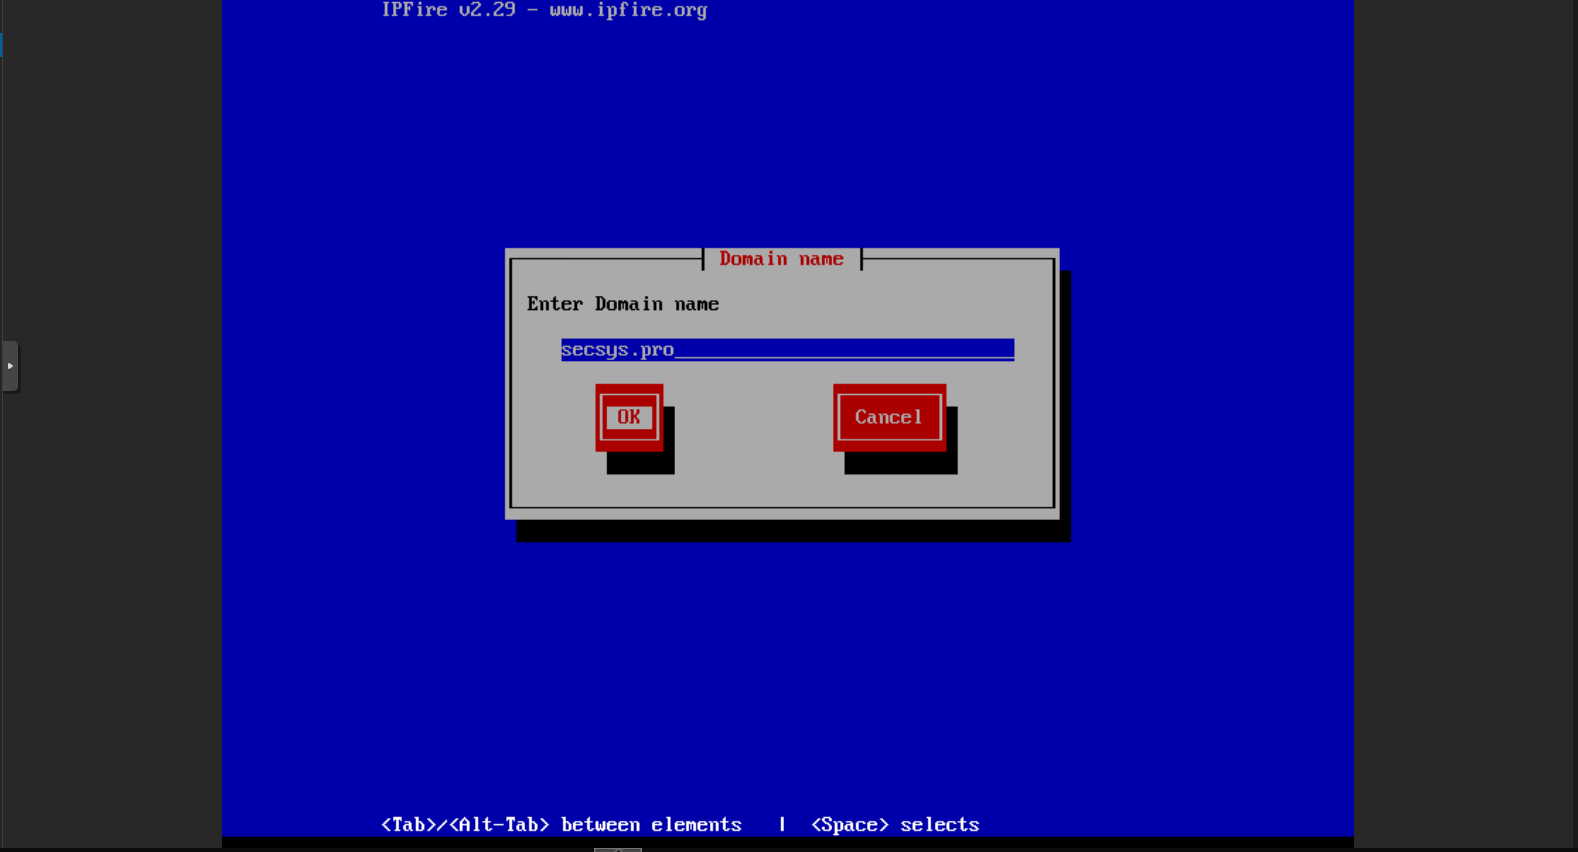 IPFire v2.29 - www.ipfire.org
Domain name
Enter Domain name
secsys.pro
OK
Cancel
<Tab>/<Alt-Tab> between elements | <Space> selects